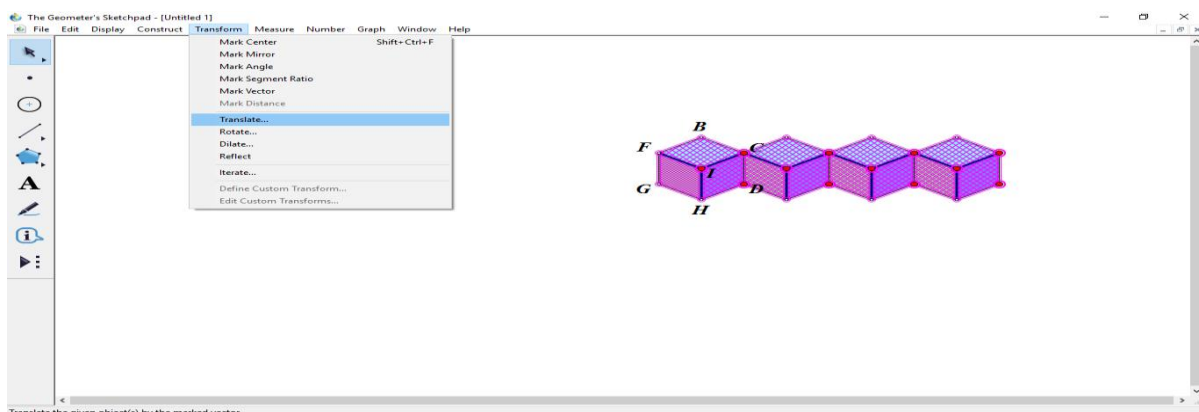 The Geometer's Sketchpad - [Untitled 1]
File Edit Display Construct Transform Measure Number Graph Window Help
Mark Center Shift+Ctrl+F
Mark Mirror
Mark Angle
Mark Segment Ratio
Mark Vector
Mark Distance
Translate...
Rotate...
Dilate...
Reflect
Iterate...
Define Custom Transform...
Edit Custom Transforms...
A
B
F C
I
G D
H
Translate the given object(s) by the marked vector